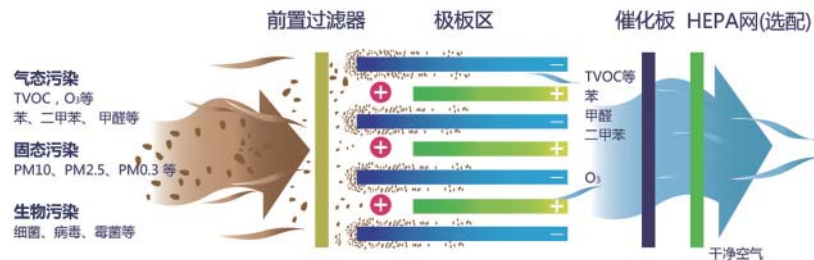 前置过滤器
极板区
催化板
HEPA网(选配)
气态污染
TVOC，O₃等
苯、二甲苯、甲醛等
固态污染
PM10、PM2.5、PM0.3 等
生物污染
细菌、病毒、霉菌等
−
+
+
−
+
+
−
+
+
−
TVOC等
苯
甲醛
二甲苯
O₃
干净空气